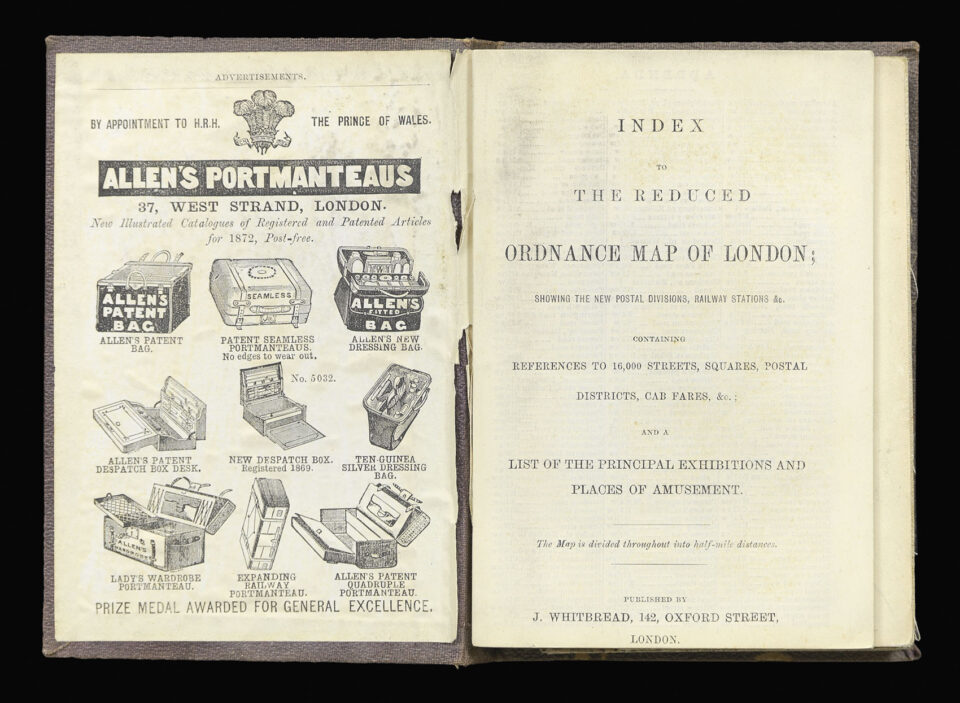 ADVERTISEMENTS.
BY APPOINTMENT TO H.R.H. THE PRINCE OF WALES.
ALLEN'S PORTMANTEAUS
37, WEST STRAND, LONDON.
New Illustrated Catalogues of Registered and Patented Articles
for 1872, Post-free.
ALLEN'S
PATENT
BAG
ALLEN'S PATENT
BAG.
SEAMLESS
PATENT SEAMLESS
PORTMANTEAUS.
No edges to wear out.
ALLEN'S
FITTED
BAG
ALLEN'S NEW
DRESSING BAG.
ALLEN'S PATENT
DESPATCH BOX DESK.
No. 5032.
NEW DESPATCH BOX.
Registered 1869.
TEN-GUINEA
SILVER DRESSING
BAG.
ALLEN'S
WARDROBE
LADY'S WARDROBE
PORTMANTEAU.
EXPANDING
RAILWAY
PORTMANTEAU.
ALLEN'S PATENT
QUADRUPLE
PORTMANTEAU.
PRIZE MEDAL AWARDED FOR GENERAL EXCELLENCE.
INDEX
TO
THE REDUCED
ORDNANCE MAP OF LONDON;
SHOWING THE NEW POSTAL DIVISIONS, RAILWAY STATIONS &c.
CONTAINING
REFERENCES TO 16,000 STREETS, SQUARES, POSTAL
DISTRICTS, CAB FARES, &c.;
AND A
LIST OF THE PRINCIPAL EXHIBITIONS AND
PLACES OF AMUSEMENT.
The Map is divided throughout into half-mile distances.
PUBLISHED BY
J. WHITBREAD, 142, OXFORD STREET,
LONDON.